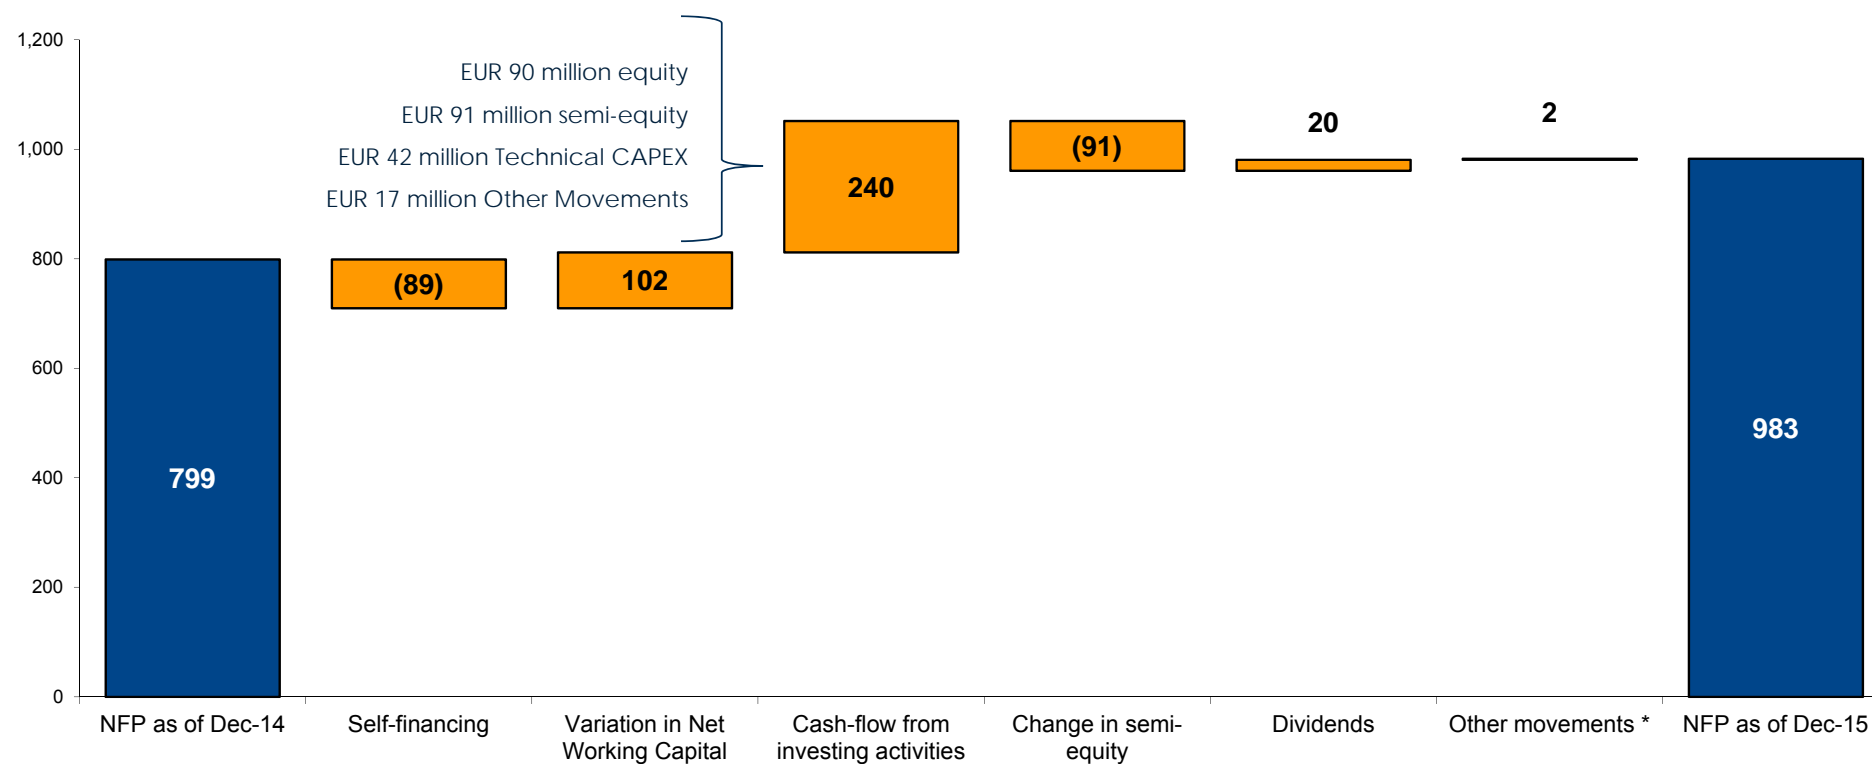 1,200
1,000
800
600
400
200
0
EUR 90 million equity
EUR 91 million semi-equity
EUR 42 million Technical CAPEX
EUR 17 million Other Movements
799
(89)
102
240
(91)
20
2
983
NFP as of Dec-14
Self-financing
Variation in Net
Working Capital
Cash-flow from
investing activities
Change in semi-
equity
Dividends
Other movements *
NFP as of Dec-15